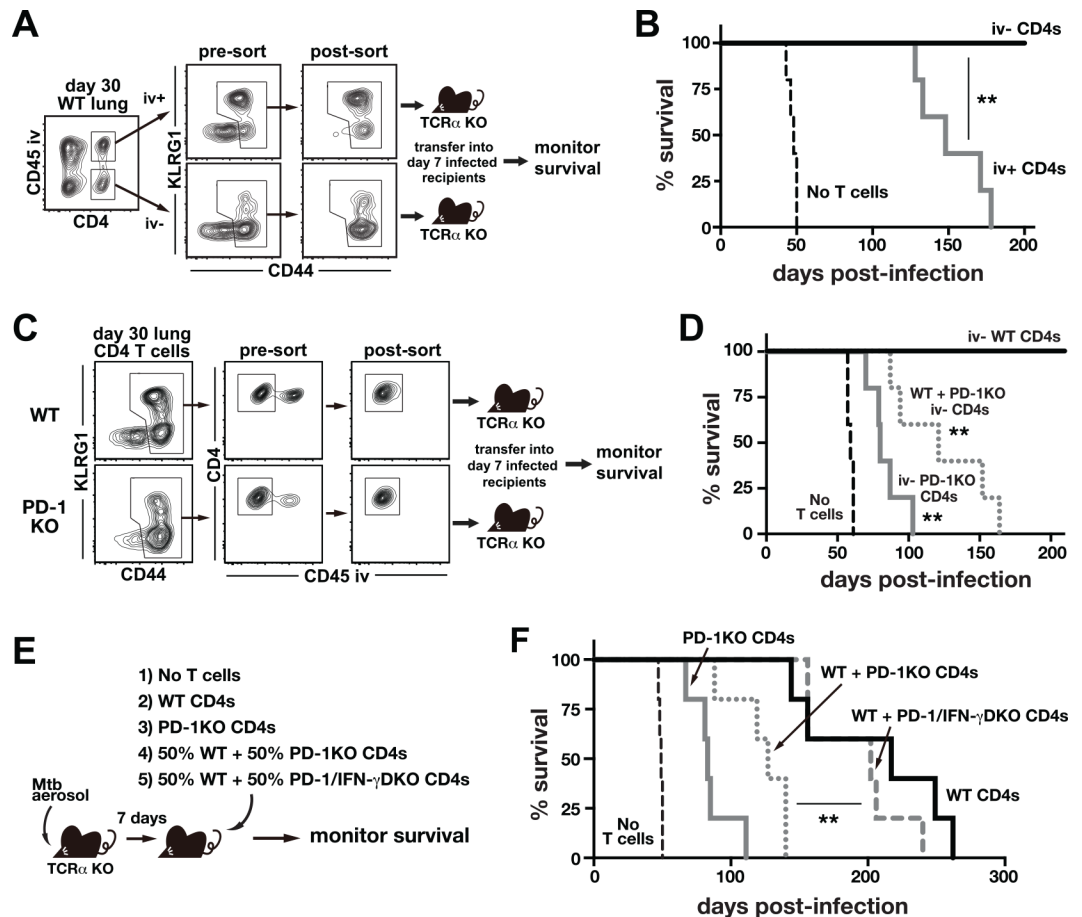 A
pre-sort
post-sort
day 30
WT lung
iv+
iv-
CD45 iv
CD4
KLRG1
CD44
TCRα KO
transfer into
day 7 infected
recipients
monitor
survival
TCRα KO
B
iv- CD4s
100
75
50
25
0
% survival
**
No T cells
iv+ CD4s
0
50
100
150
200
days post-infection
C
day 30 lung
CD4 T cells
pre-sort
post-sort
WT
PD-1
KO
KLRG1
CD44
CD4
CD45 iv
TCRα KO
transfer into
day 7 infected
recipients
monitor
survival
TCRα KO
D
iv- WT CD4s
100
75
50
25
0
% survival
WT + PD-1KO
iv- CD4s
**
iv- PD-1KO
CD4s
**
No
T cells
0
50
100
150
200
days post-infection
E
1) No T cells
2) WT CD4s
3) PD-1KO CD4s
4) 50% WT + 50% PD-1KO CD4s
5) 50% WT + 50% PD-1/IFN-γDKO CD4s
Mtb
aerosol
7 days
TCRα KO
monitor survival
F
PD-1KO CD4s
100
75
50
25
0
% survival
WT + PD-1KO CD4s
WT + PD-1/IFN-γDKO CD4s
WT CD4s
**
No
T cells
0
100
200
300
days post-infection